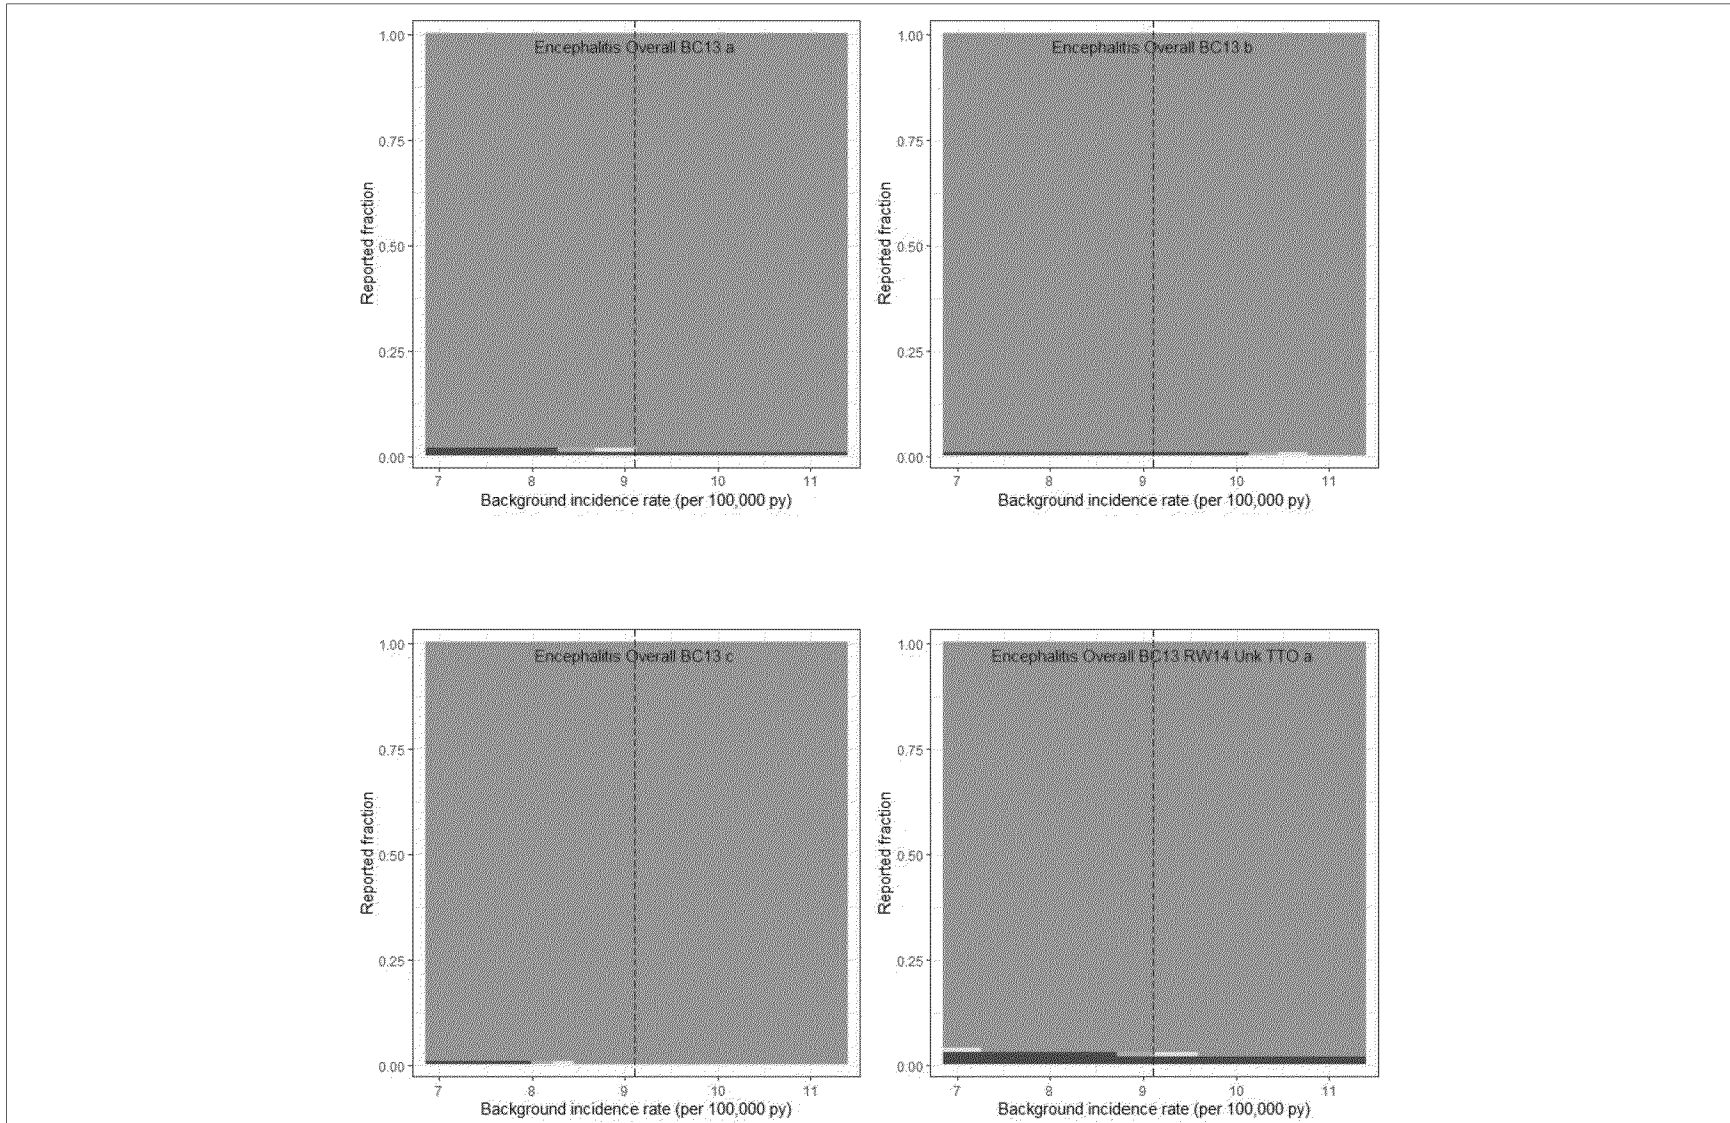 Encephalitis Overall BC13 a
1.00
0.75
0.50
0.25
0.00
Reported fraction
7 8 9 10 11
Background incidence rate (per 100,000 py)
Encephalitis Overall BC13 b
1.00
0.75
0.50
0.25
0.00
Reported fraction
7 8 9 10 11
Background incidence rate (per 100,000 py)
Encephalitis Overall BC13 c
1.00
0.75
0.50
0.25
0.00
Reported fraction
7 8 9 10 11
Background incidence rate (per 100,000 py)
Encephalitis Overall BC13 RW14 Unk TTO a
1.00
0.75
0.50
0.25
0.00
Reported fraction
7 8 9 10 11
Background incidence rate (per 100,000 py)